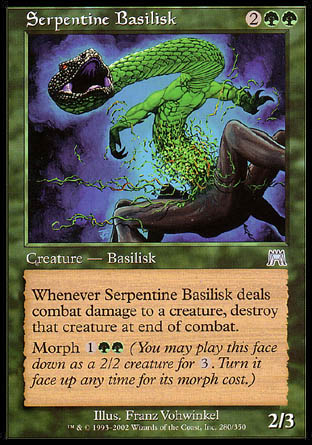 Serpentine Basilisk 2
Creature — Basilisk
Whenever Serpentine Basilisk deals
combat damage to a creature, destroy
that creature at end of combat.
Morph 1 (You may play this face
down as a 2/2 creature for 3. Turn it
face up any time for its morph cost.)
Illus. Franz Vohwinkel
™ & © 1993-2002 Wizards of the Coast, Inc. 280/350
2/3